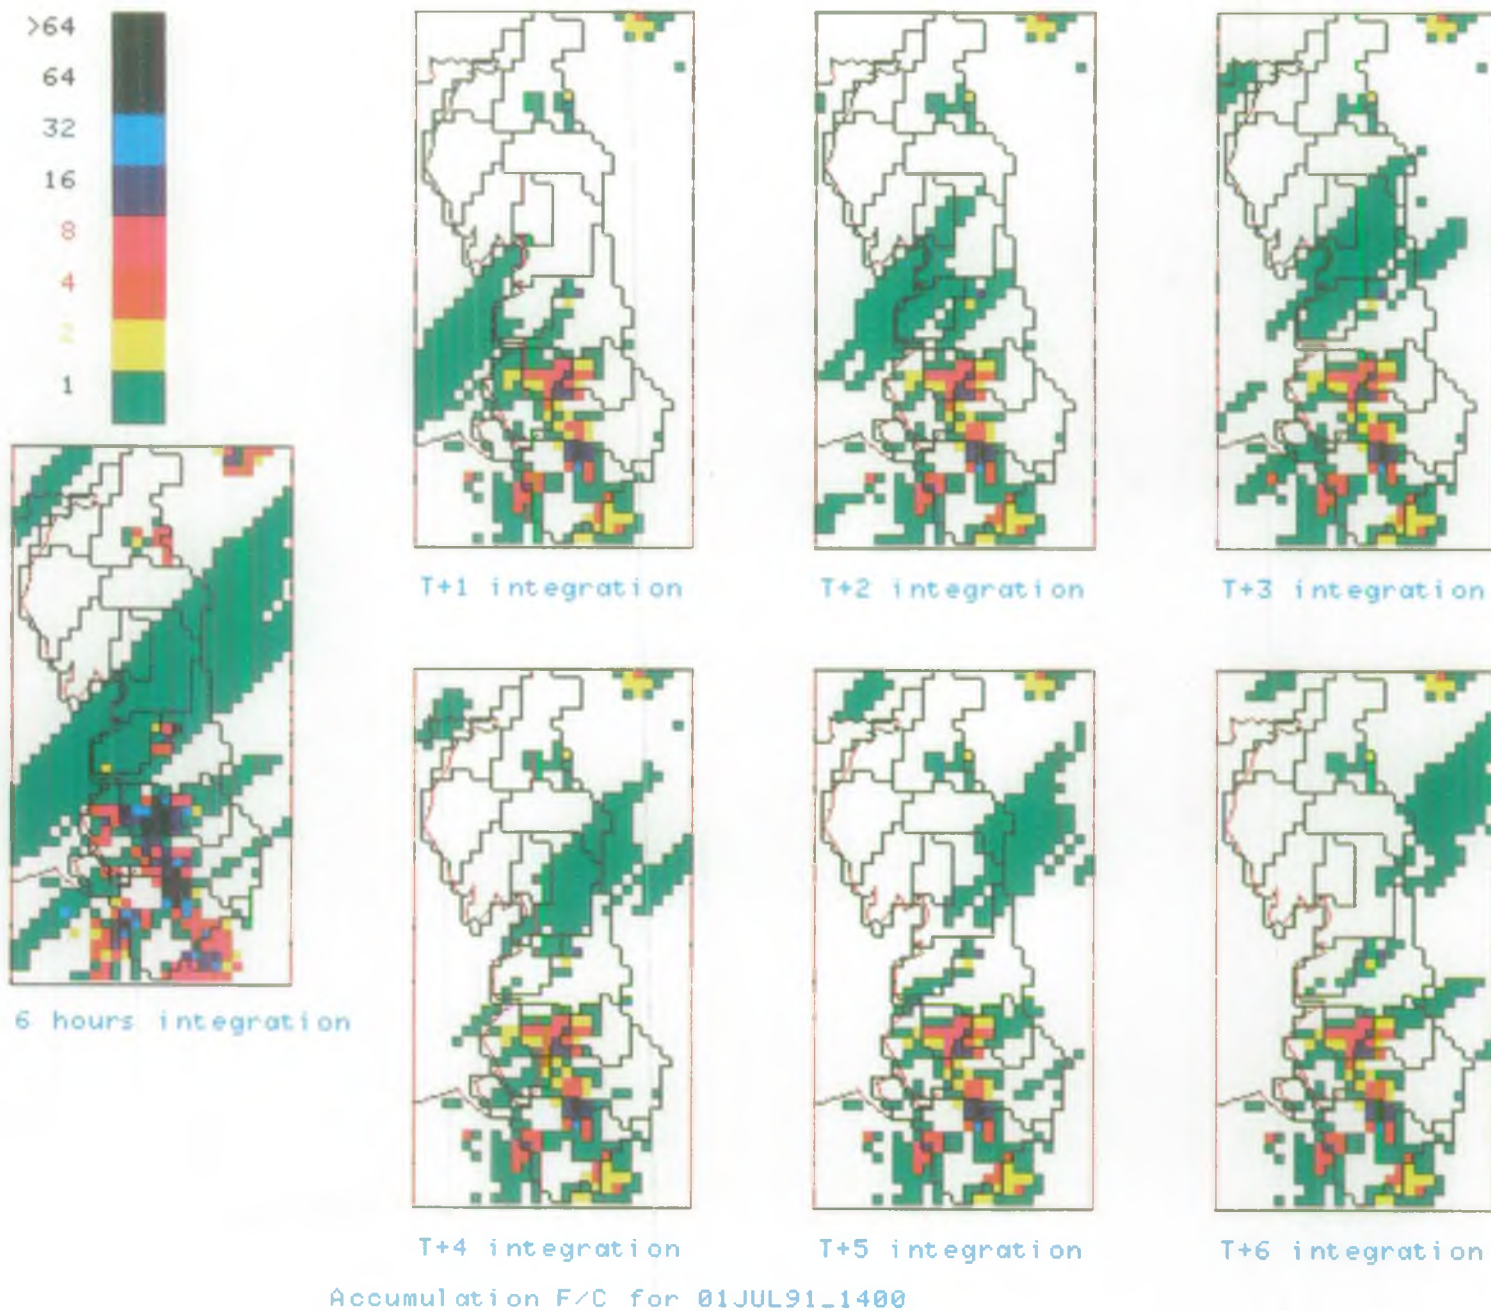 >64
64
32
16
8
4
2
1
T+1 integration
T+2 integration
T+3 integration
6 hours integration
T+4 integration
T+5 integration
T+6 integration
Accumulation F/C for 01JUL91_1400